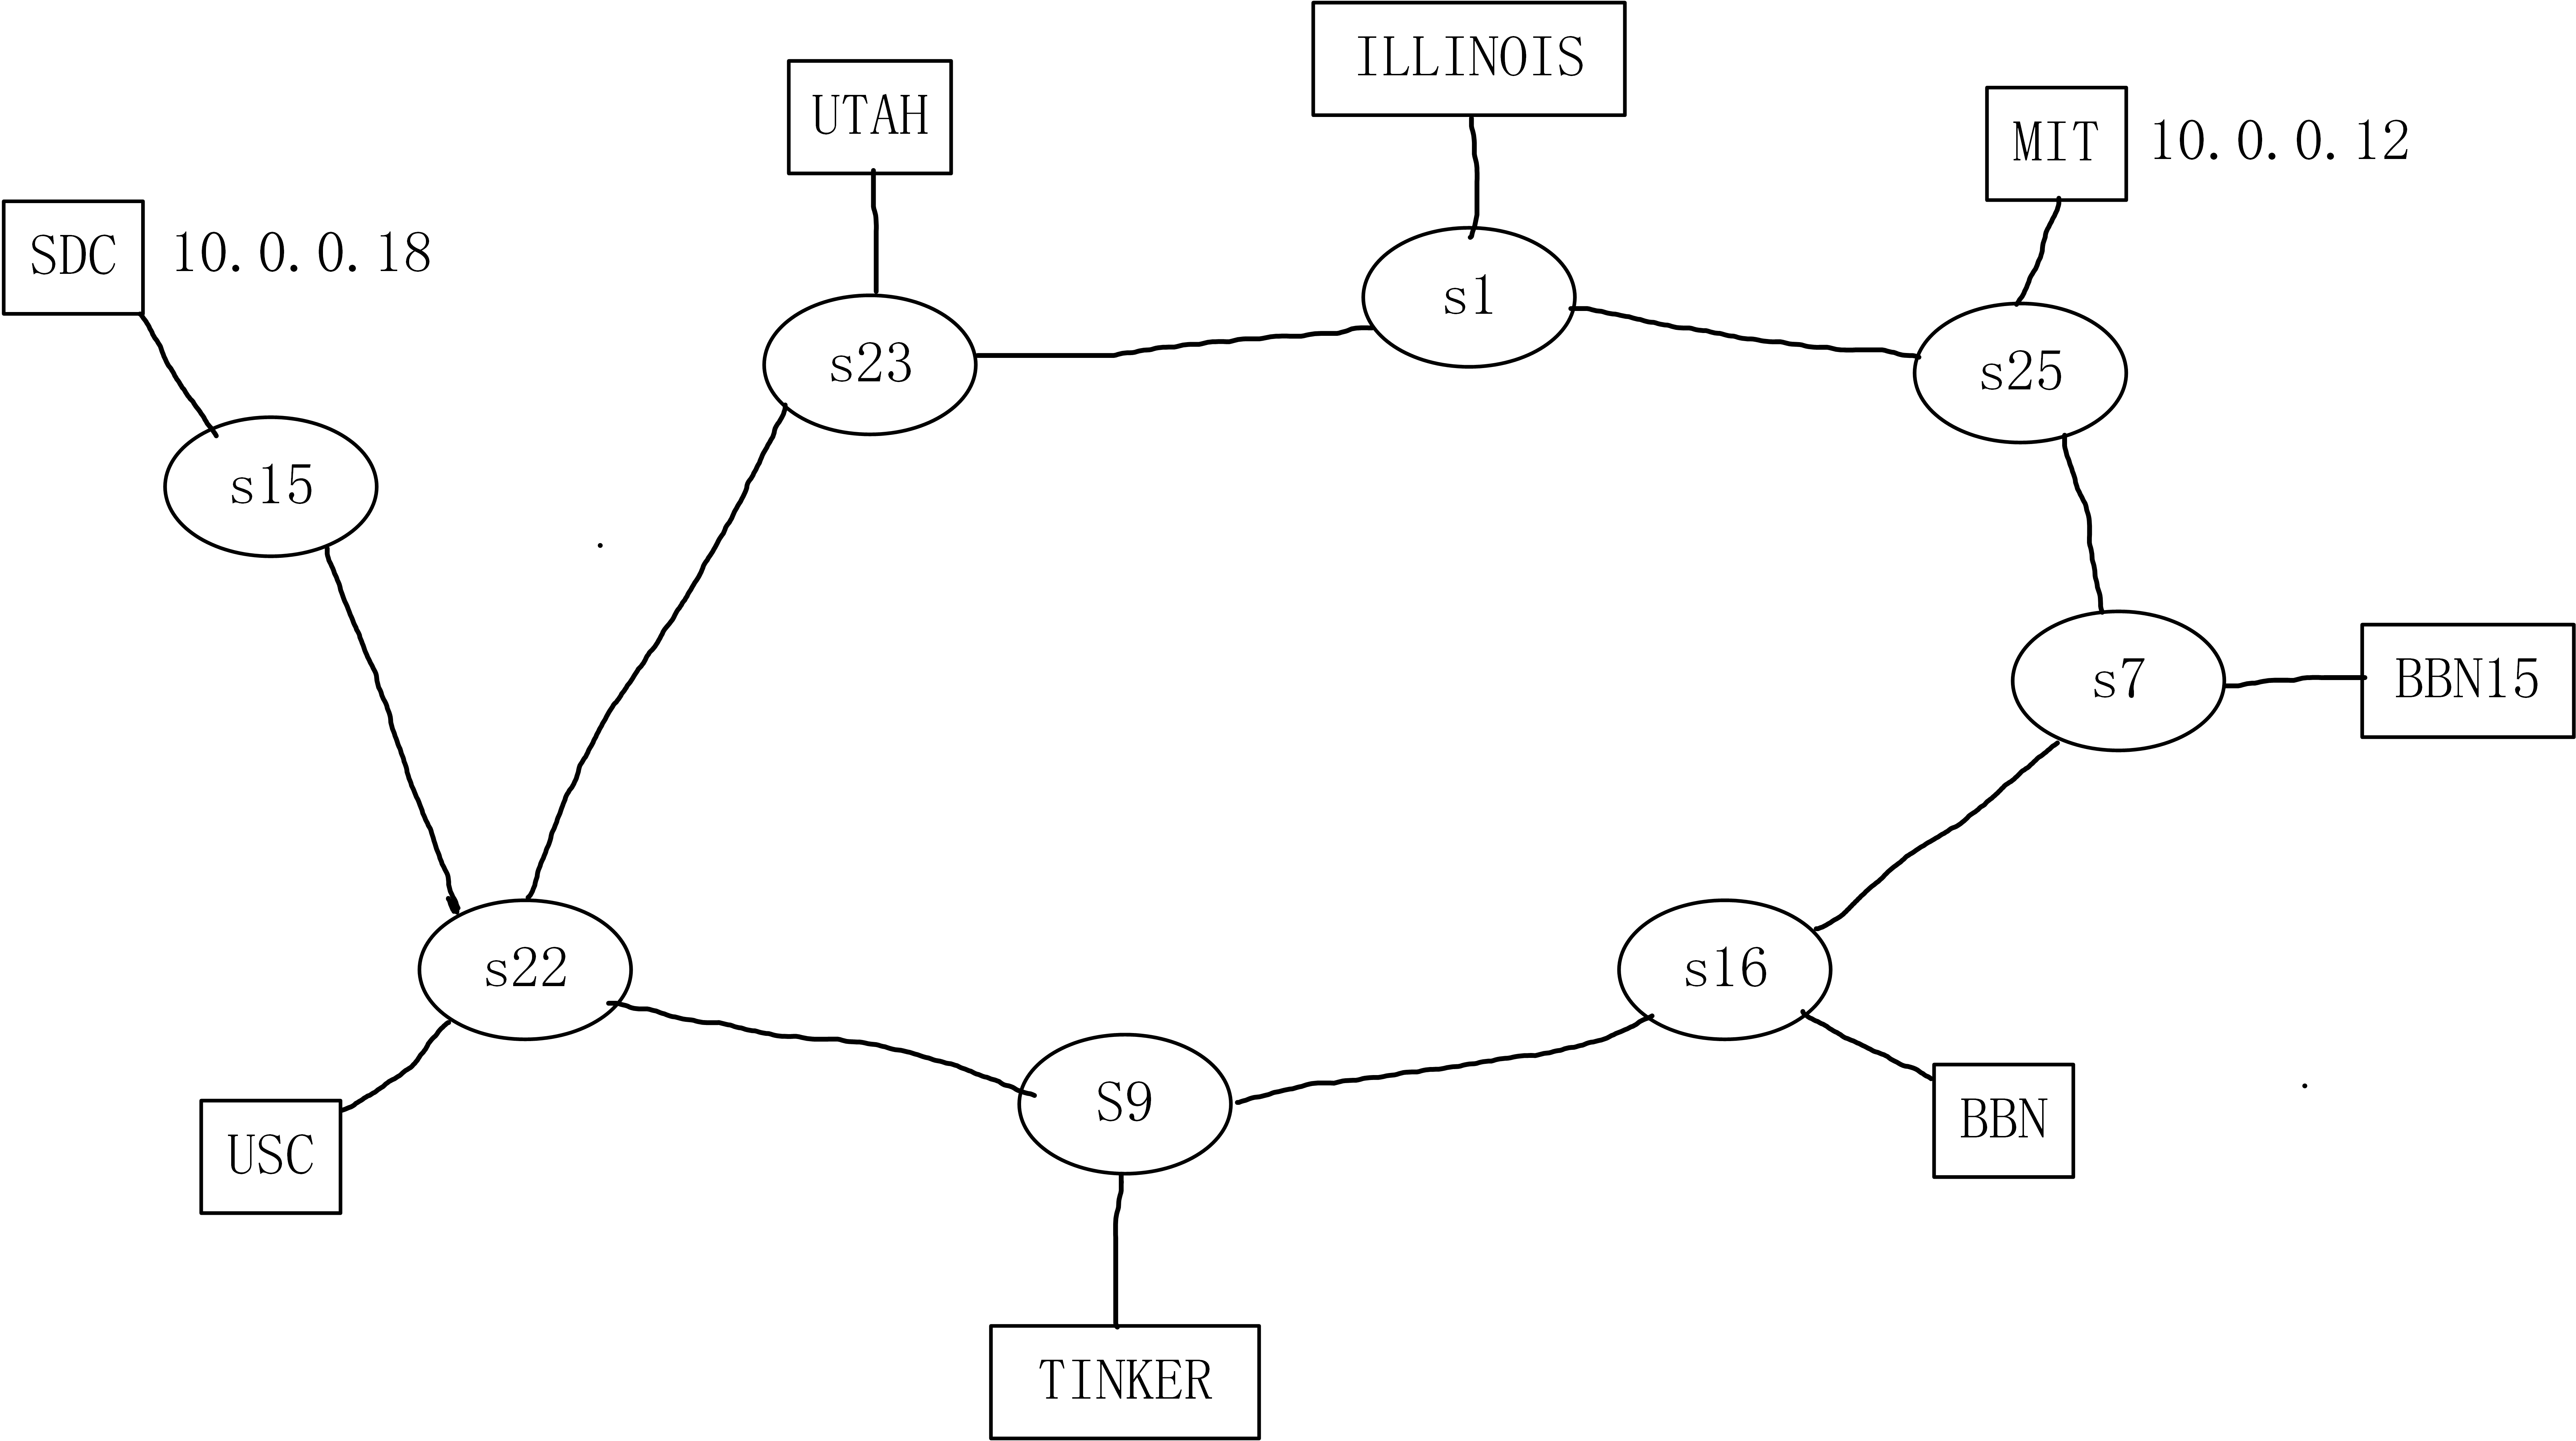 ILLINOIS
UTAH
MIT
10.0.0.12
SDC
10.0.0.18
s1
s23
s25
s15
s7
BBN15
s22
s16
S9
BBN
USC
TINKER